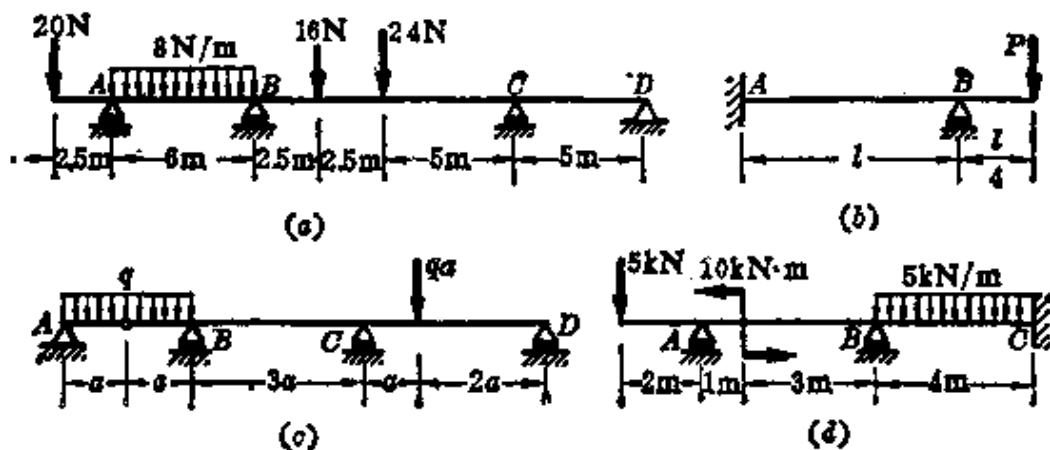 20N 16N 24N
8N/m
A B C D
2.5m 6m 2.5m 2.5m 5m 5m
(a)
P
A B
l l/4
(b)
q qa
A B C D
a a 3a a 2a
(c)
5kN 10kN·m 5kN/m
A B C
2m 1m 3m 4m
(d)